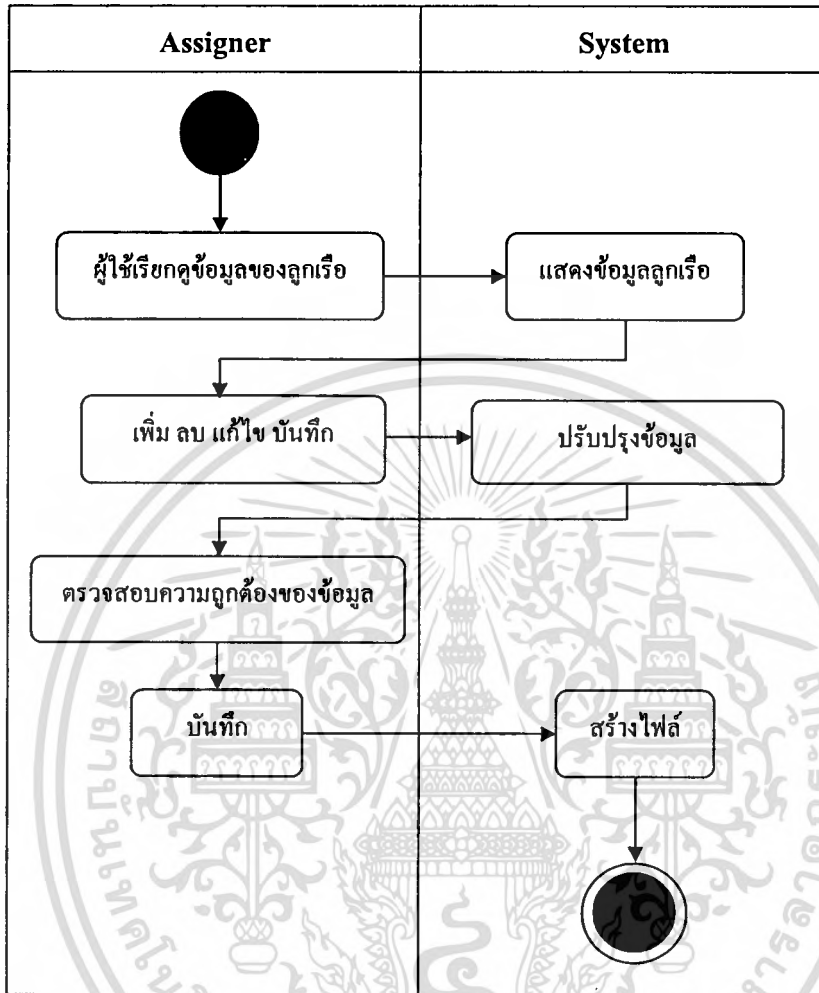 Assigner
System
ผู้ใช้เรียกดูข้อมูลของลูกเรือ
แสดงข้อมูลลูกเรือ
เพิ่ม ลบ แก้ไข บันทึก
ปรับปรุงข้อมูล
ตรวจสอบความถูกต้องของข้อมูล
บันทึก
สร้างไฟล์